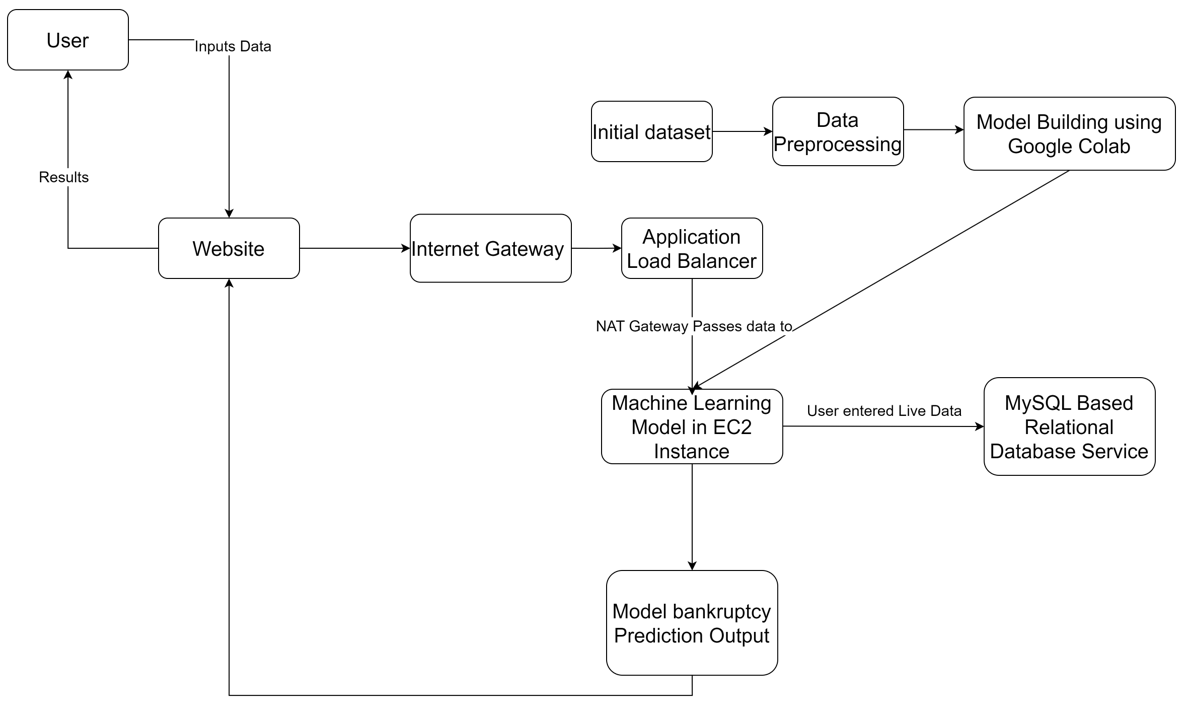 User
Inputs Data
Initial dataset
Data
Preprocessing
Model Building using
Google Colab
Results
Website
Internet Gateway
Application
Load Balancer
NAT Gateway Passes data to
Machine Learning
Model in EC2
Instance
User entered Live Data
MySQL Based
Relational
Database Service
Model bankruptcy
Prediction Output